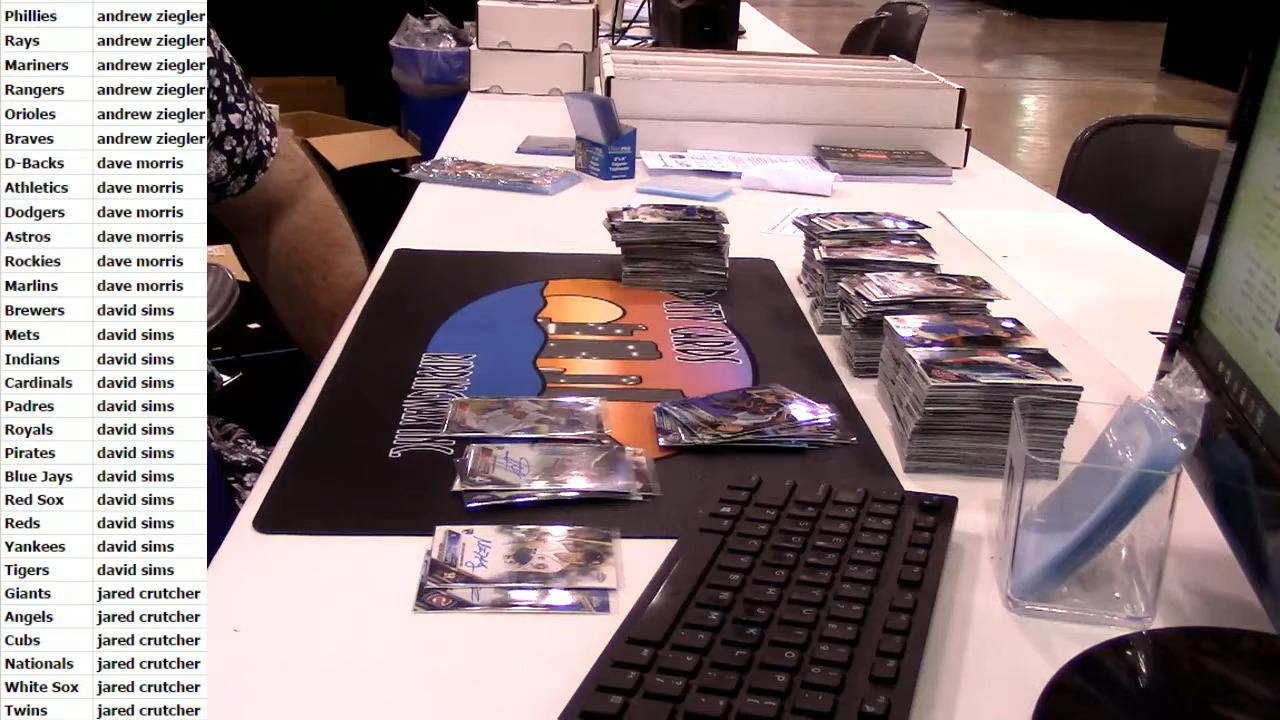 Phillies andrew ziegler
Rays andrew ziegler
Mariners andrew ziegler
Rangers andrew ziegler
Orioles andrew ziegler
Braves andrew ziegler
D-Backs dave morris
Athletics dave morris
Dodgers dave morris
Astros dave morris
Rockies dave morris
Marlins dave morris
Brewers david sims
Mets david sims
Indians david sims
Cardinals david sims
Padres david sims
Royals david sims
Pirates david sims
Blue Jays david sims
Red Sox david sims
Reds david sims
Yankees david sims
Tigers david sims
Giants jared crutcher
Angels jared crutcher
Cubs jared crutcher
Nationals jared crutcher
White Sox jared crutcher
Twins jared crutcher